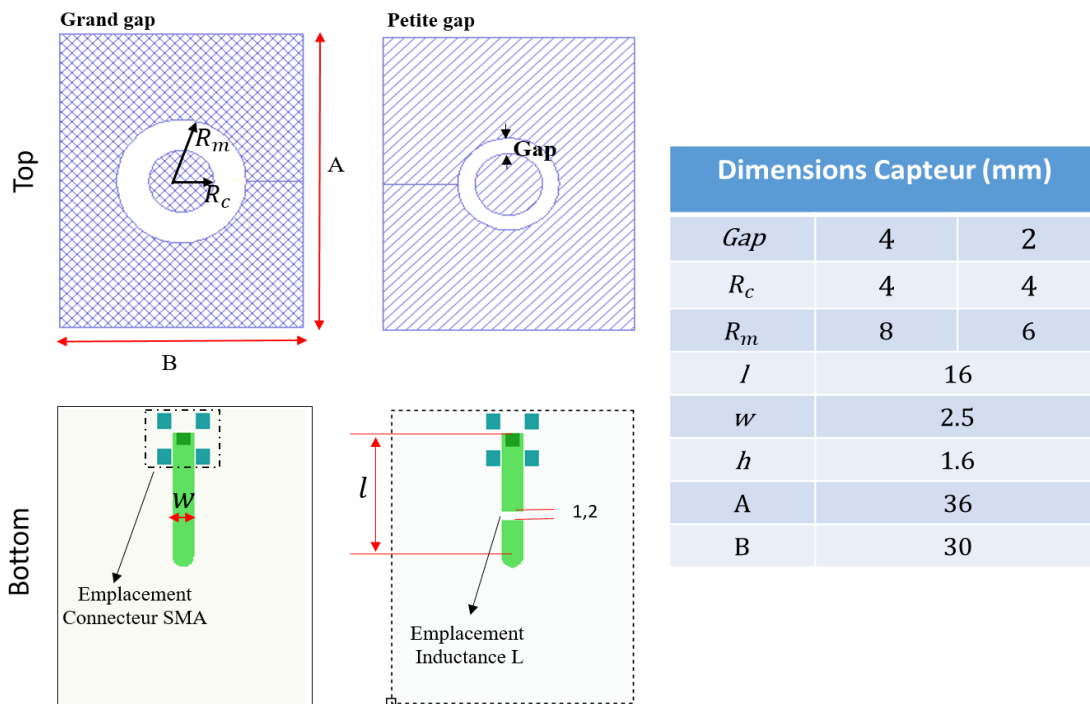 Grand gap
Petite gap
Top
R_m
R_c
Gap
A
B
Dimensions Capteur (mm)
Gap 4 2
R_c 4 4
R_m 8 6
l 16
w 2.5
h 1.6
A 36
B 30
Bottom
w
l
1,2
Emplacement
Connecteur SMA
Emplacement
Inductance L